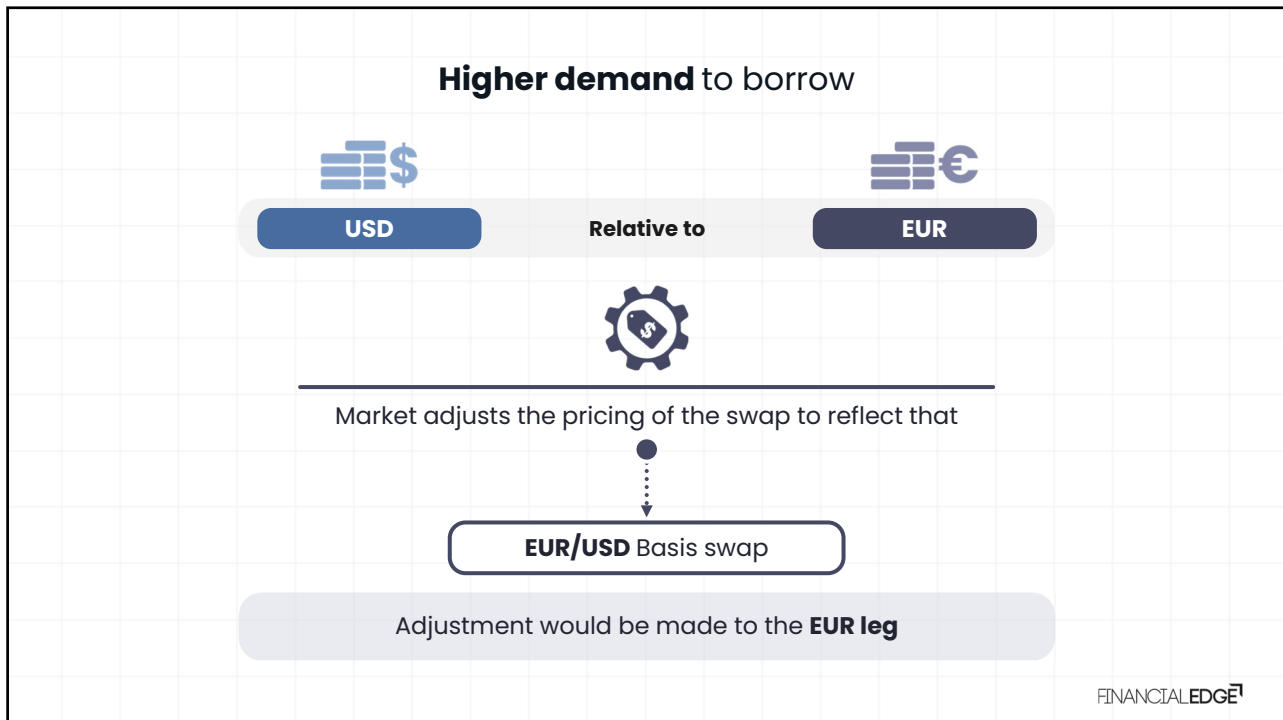 Higher demand to borrow
$
€
USD
Relative to
EUR
$
Market adjusts the pricing of the swap to reflect that
EUR/USD Basis swap
Adjustment would be made to the EUR leg
FINANCIALEDGE